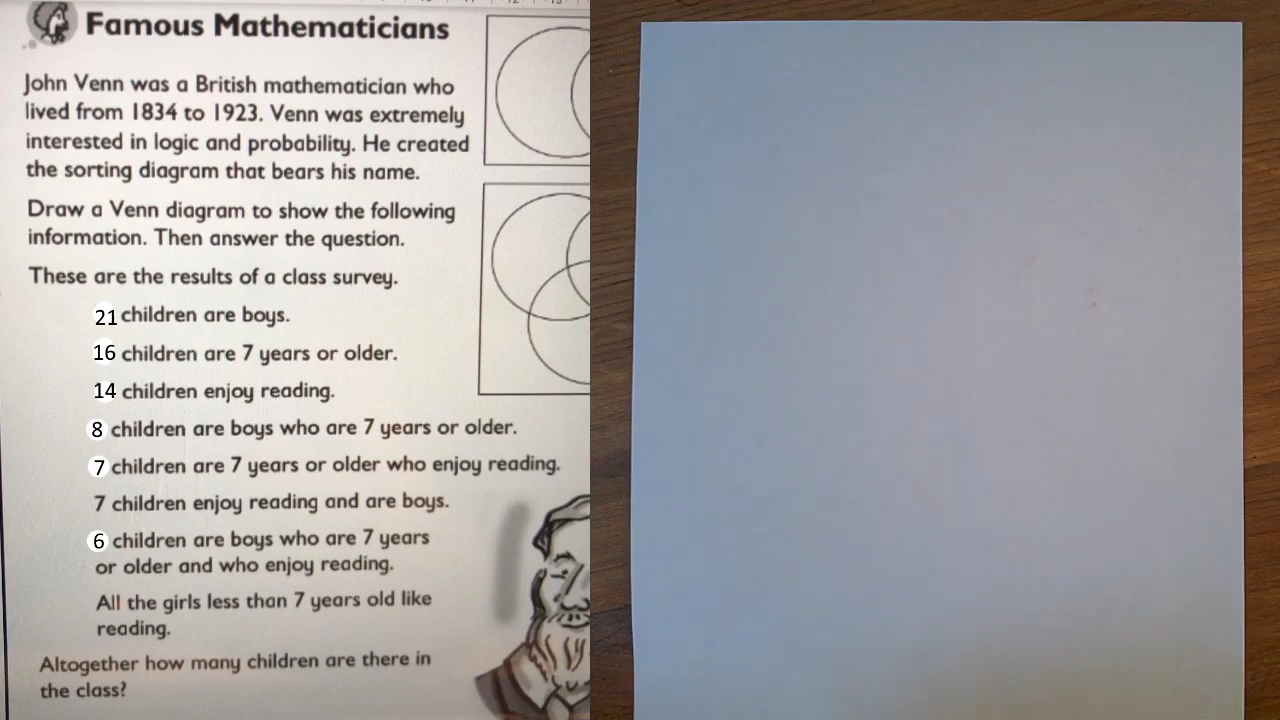 Famous Mathematicians
John Venn was a British mathematician who
lived from 1834 to 1923. Venn was extremely
interested in logic and probability. He created
the sorting diagram that bears his name.
Draw a Venn diagram to show the following
information. Then answer the question.
These are the results of a class survey.
21 children are boys.
16 children are 7 years or older.
14 children enjoy reading.
8 children are boys who are 7 years or older.
7 children are 7 years or older who enjoy reading.
7 children enjoy reading and are boys.
6 children are boys who are 7 years
or older and who enjoy reading.
All the girls less than 7 years old like
reading.
Altogether how many children are there in
the class?